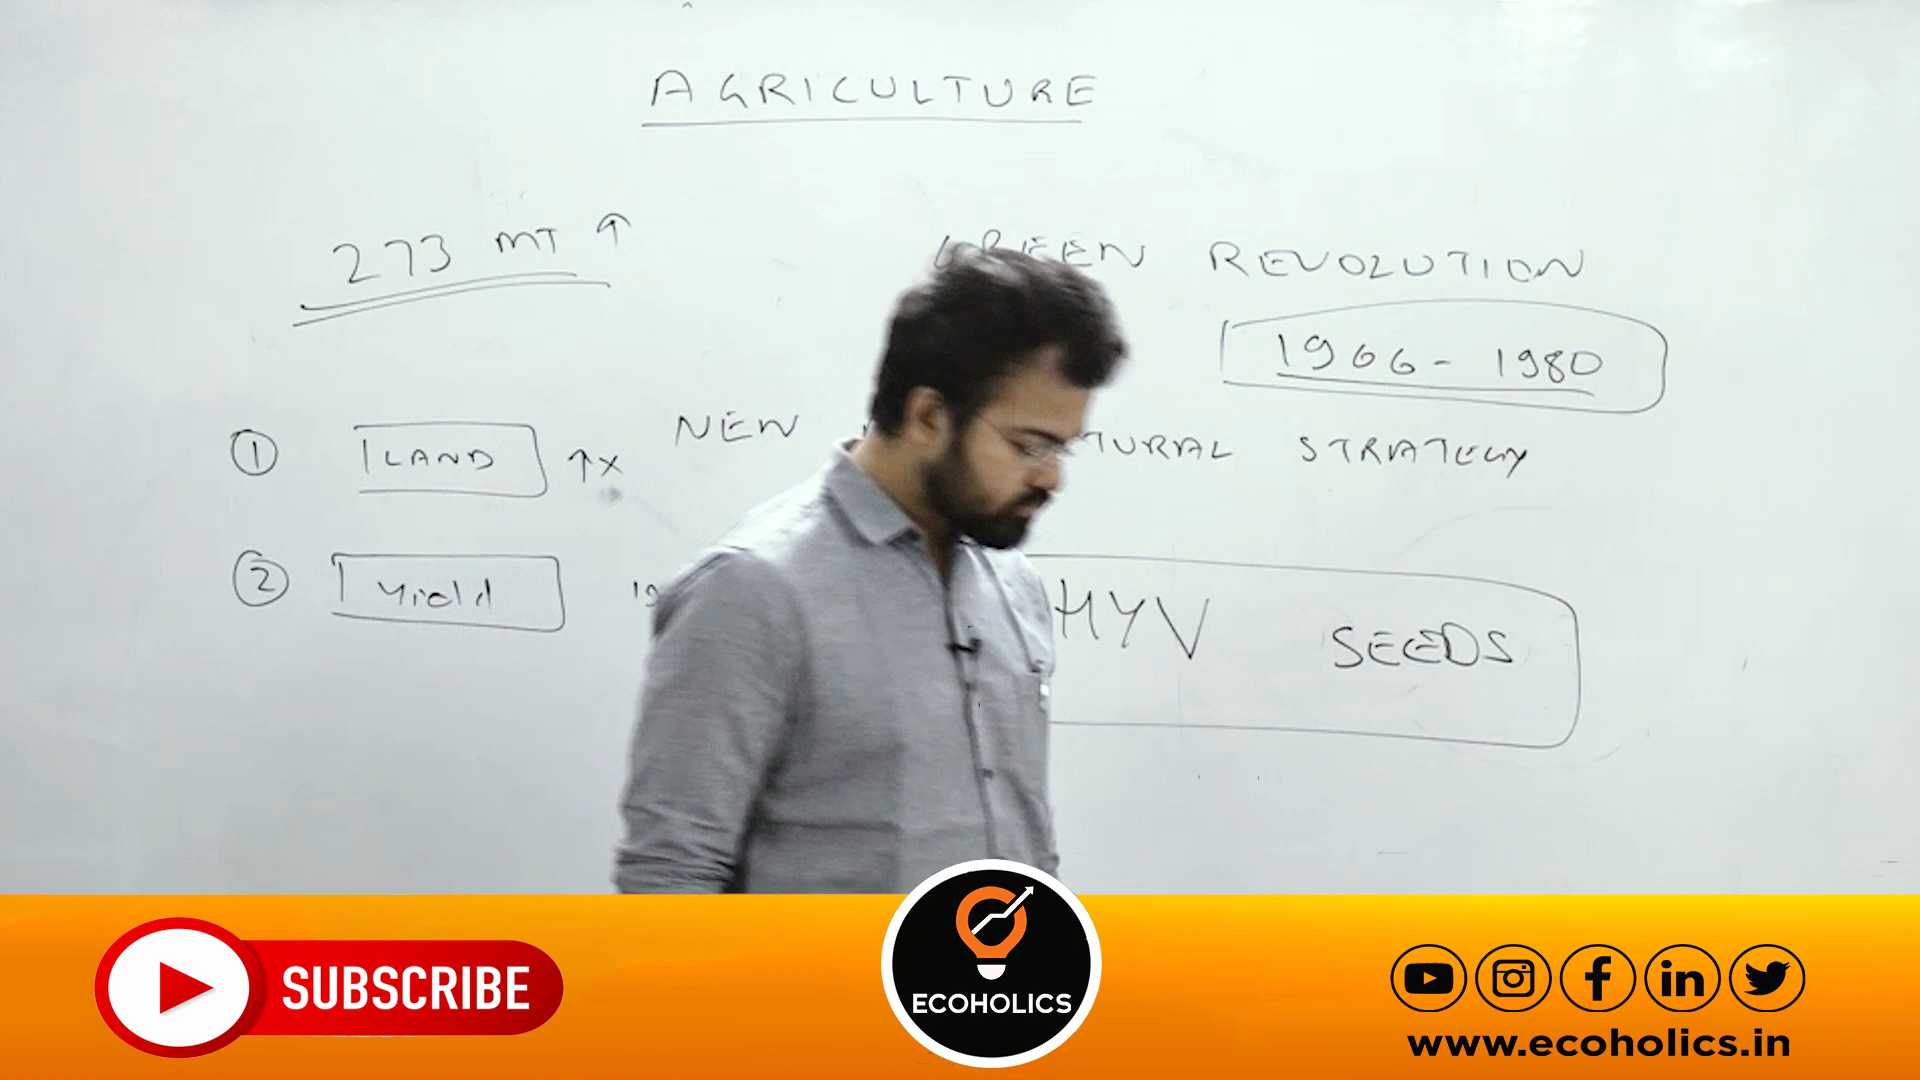 AGRICULTURE
273 MT ↑
GREEN REVOLUTION
1966 - 1980
① LAND ↑x
NEW TURAL STRATEGY
② Yield
HYV SEEDS
SUBSCRIBE
ECOHOLICS
www.ecoholics.in